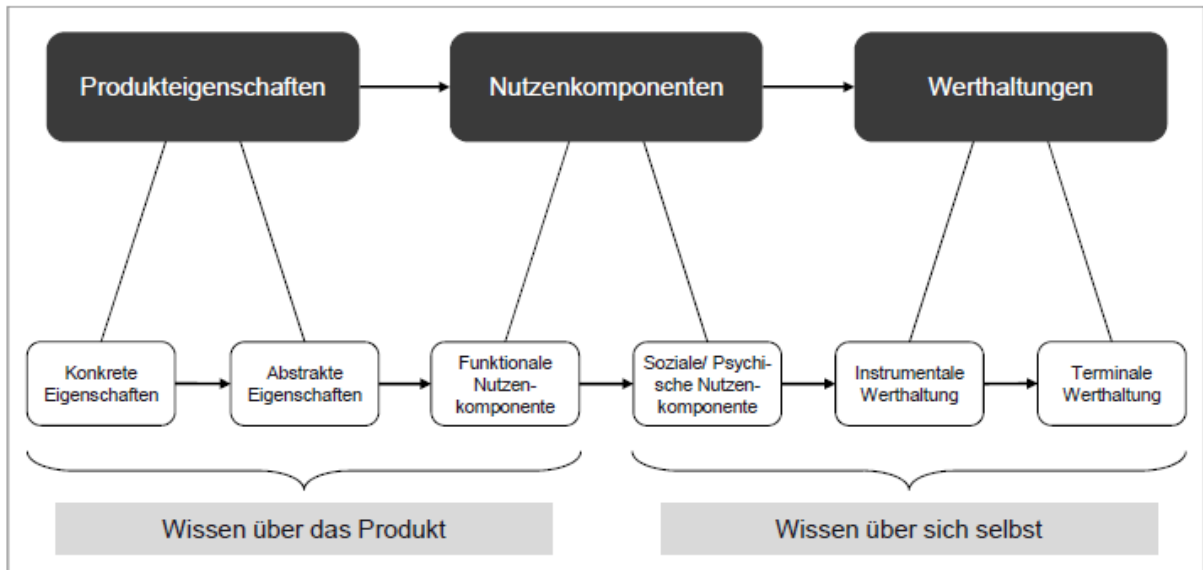 Produkteigenschaften
Nutzenkomponenten
Werthaltungen
Konkrete
Eigenschaften
Abstrakte
Eigenschaften
Funktionale
Nutzen-
komponente
Soziale/ Psychi-
sche Nutzen-
komponente
Instrumentale
Werthaltung
Terminale
Werthaltung
Wissen über das Produkt
Wissen über sich selbst